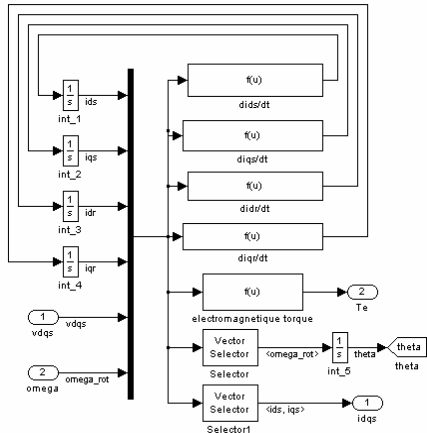 f(u)
dids/dt
1
s
ids
int_1
f(u)
diqs/dt
1
s
iqs
int_2
f(u)
didr/dt
1
s
idr
int_3
f(u)
diqr/dt
1
s
iqr
int_4
f(u)
electromagnetique torque
2
Te
1
vdqs
vdqs
Vector
Selector
Selector
<omega_rot>
1
s
int_5
theta
theta
theta
2
omega
omega_rot
Vector
Selector
Selector1
<ids, iqs>
1
idqs